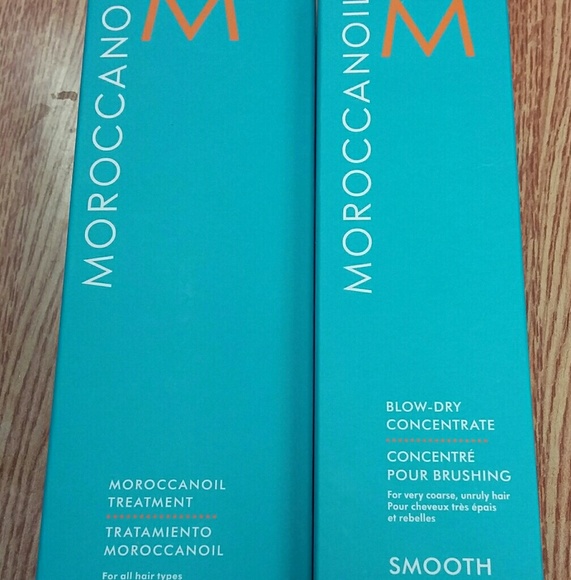 MOROCCANO
M
MOROCCANOIL
TREATMENT
TRATAMIENTO
MOROCCANOIL
For all hair types
MOROCCANOIL
M
BLOW-DRY
CONCENTRATE
CONCENTRÉ
POUR BRUSHING
For very coarse, unruly hair
Pour cheveux très épais
et rebelles
SMOOTH